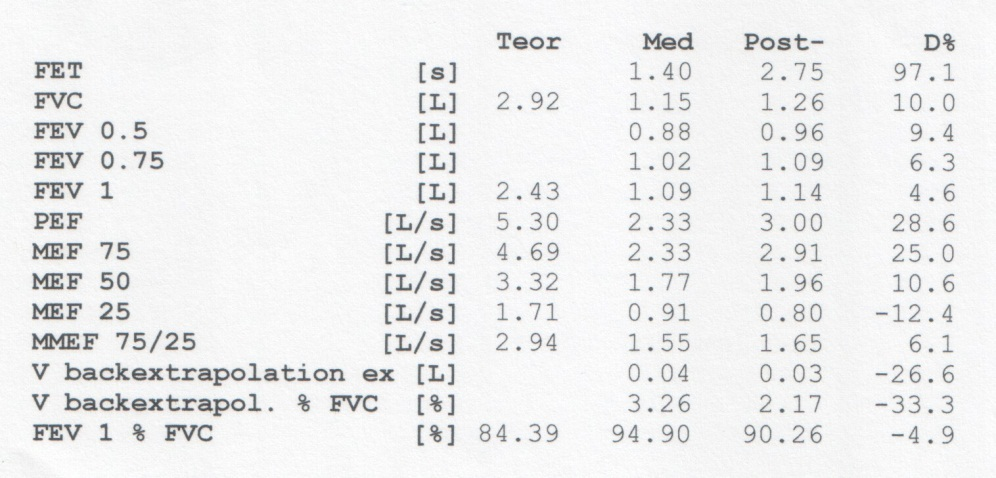 Teor Med Post- D%
FET [s] 1.40 2.75 97.1
FVC [L] 2.92 1.15 1.26 10.0
FEV 0.5 [L] 0.88 0.96 9.4
FEV 0.75 [L] 1.02 1.09 6.3
FEV 1 [L] 2.43 1.09 1.14 4.6
PEF [L/s] 5.30 2.33 3.00 28.6
MEF 75 [L/s] 4.69 2.33 2.91 25.0
MEF 50 [L/s] 3.32 1.77 1.96 10.6
MEF 25 [L/s] 1.71 0.91 0.80 -12.4
MMEF 75/25 [L/s] 2.94 1.55 1.65 6.1
V backextrapolation ex [L] 0.04 0.03 -26.6
V backextrapol. % FVC [%] 3.26 2.17 -33.3
FEV 1 % FVC [%] 84.39 94.90 90.26 -4.9